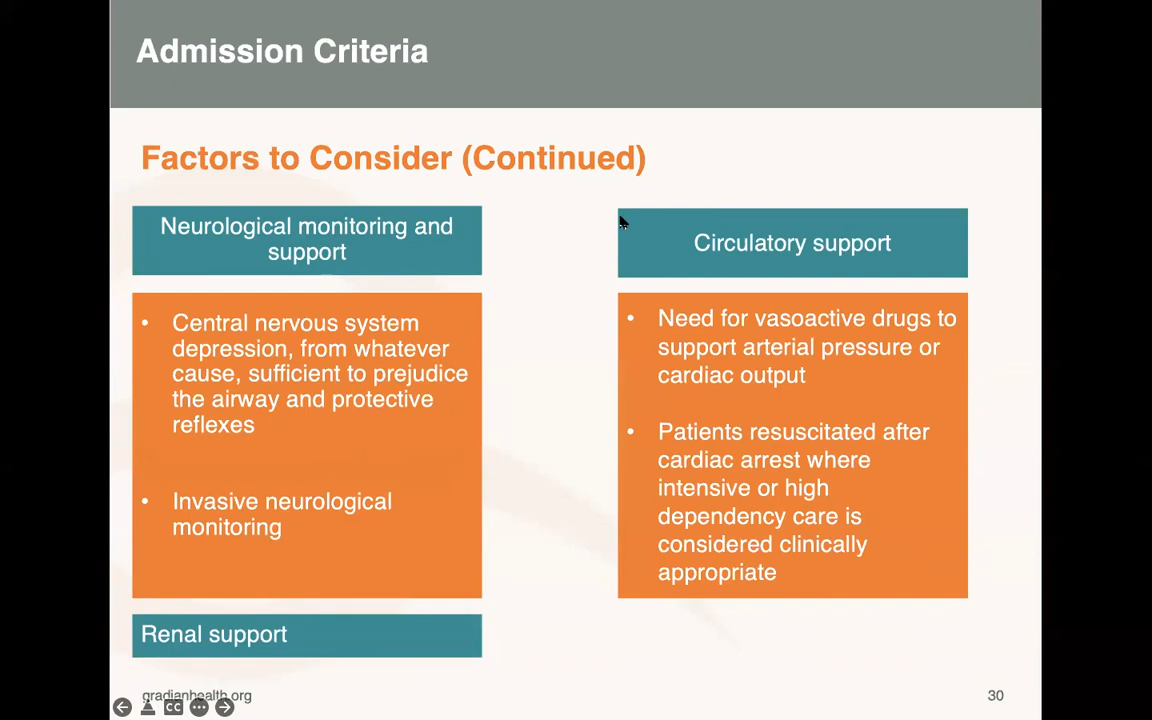 Admission Criteria
Factors to Consider (Continued)
Neurological monitoring and
support
• Central nervous system
depression, from whatever
cause, sufficient to prejudice
the airway and protective
reflexes
• Invasive neurological
monitoring
Renal support
Circulatory support
• Need for vasoactive drugs to
support arterial pressure or
cardiac output
• Patients resuscitated after
cardiac arrest where
intensive or high
dependency care is
considered clinically
appropriate
gradianhealth.org
CC
30